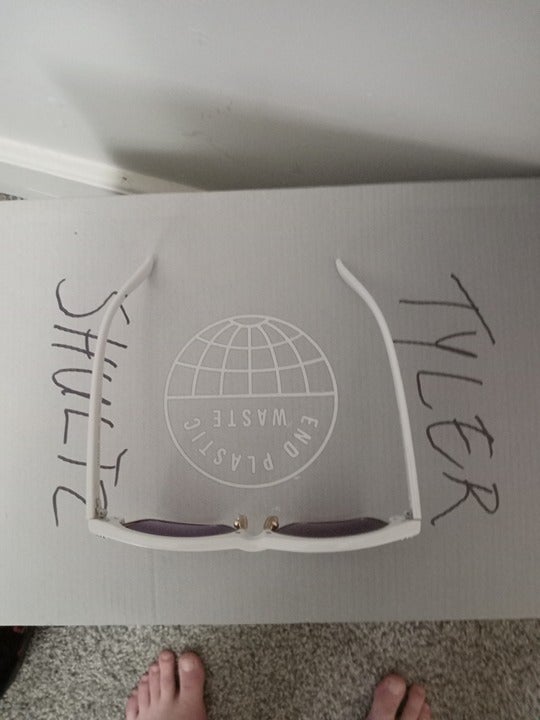 TYLER
SHULTZ
END PLASTIC
WASTE